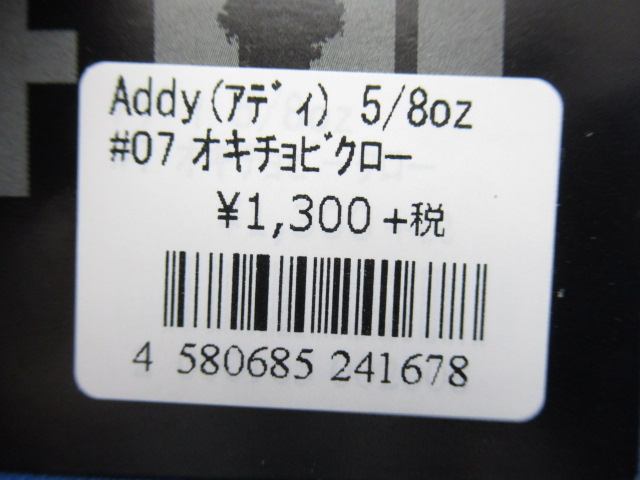 Addy(ｱﾃﾞｨ) 5/8oz
#07 オキチョビクロー
¥1,300 +税
4 580685 241678